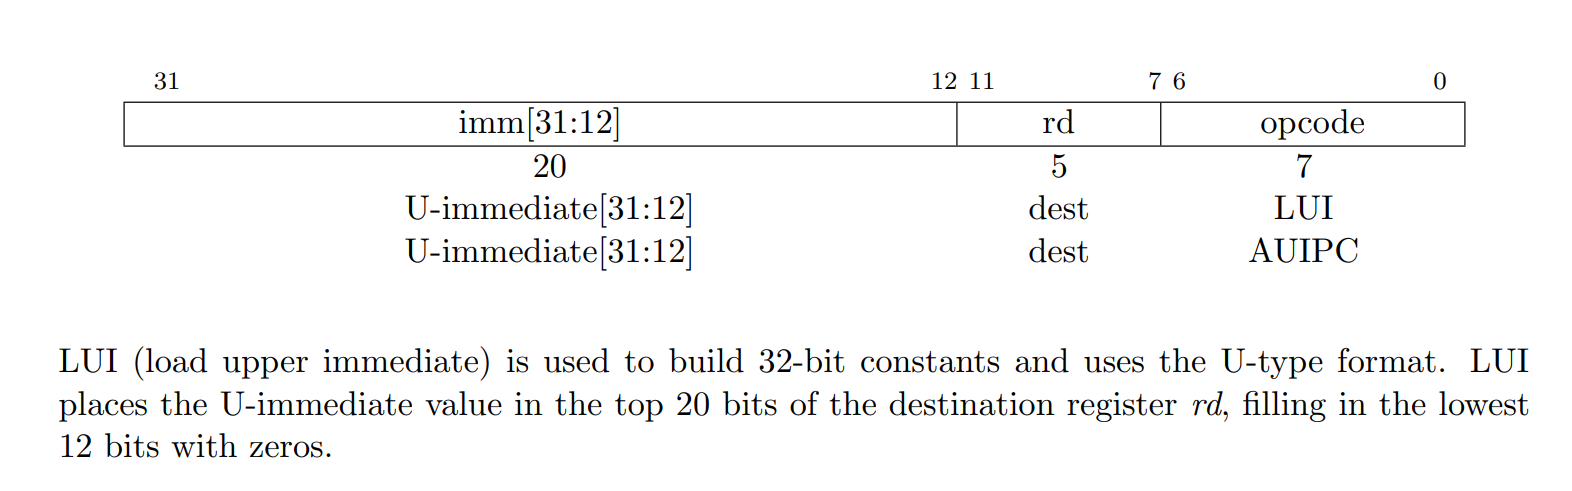 31 12 11 7 6 0
imm[31:12] rd opcode
20 5 7
U-immediate[31:12] dest LUI
U-immediate[31:12] dest AUIPC
LUI (load upper immediate) is used to build 32-bit constants and uses the U-type format. LUI
places the U-immediate value in the top 20 bits of the destination register rd, filling in the lowest
12 bits with zeros.